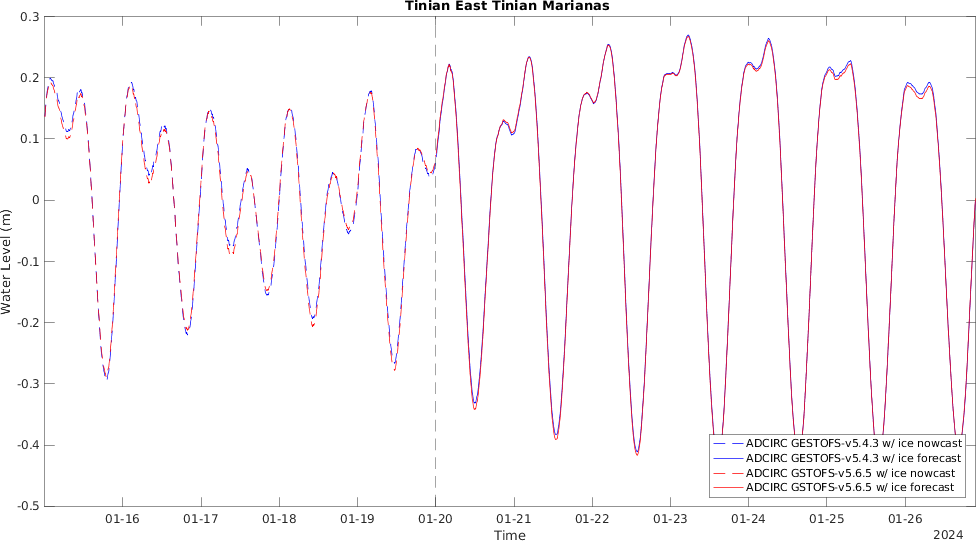 Tinian East Tinian Marianas
0.3
0.2
0.1
0
-0.1
-0.2
-0.3
-0.4
-0.5
Water Level (m)
ADCIRC GESTOFS-v5.4.3 w/ ice nowcast
ADCIRC GESTOFS-v5.4.3 w/ ice forecast
ADCIRC GSTOFS-v5.6.5 w/ ice nowcast
ADCIRC GSTOFS-v5.6.5 w/ ice forecast
01-16 01-17 01-18 01-19 01-20 01-21 01-22 01-23 01-24 01-25 01-26
Time
2024